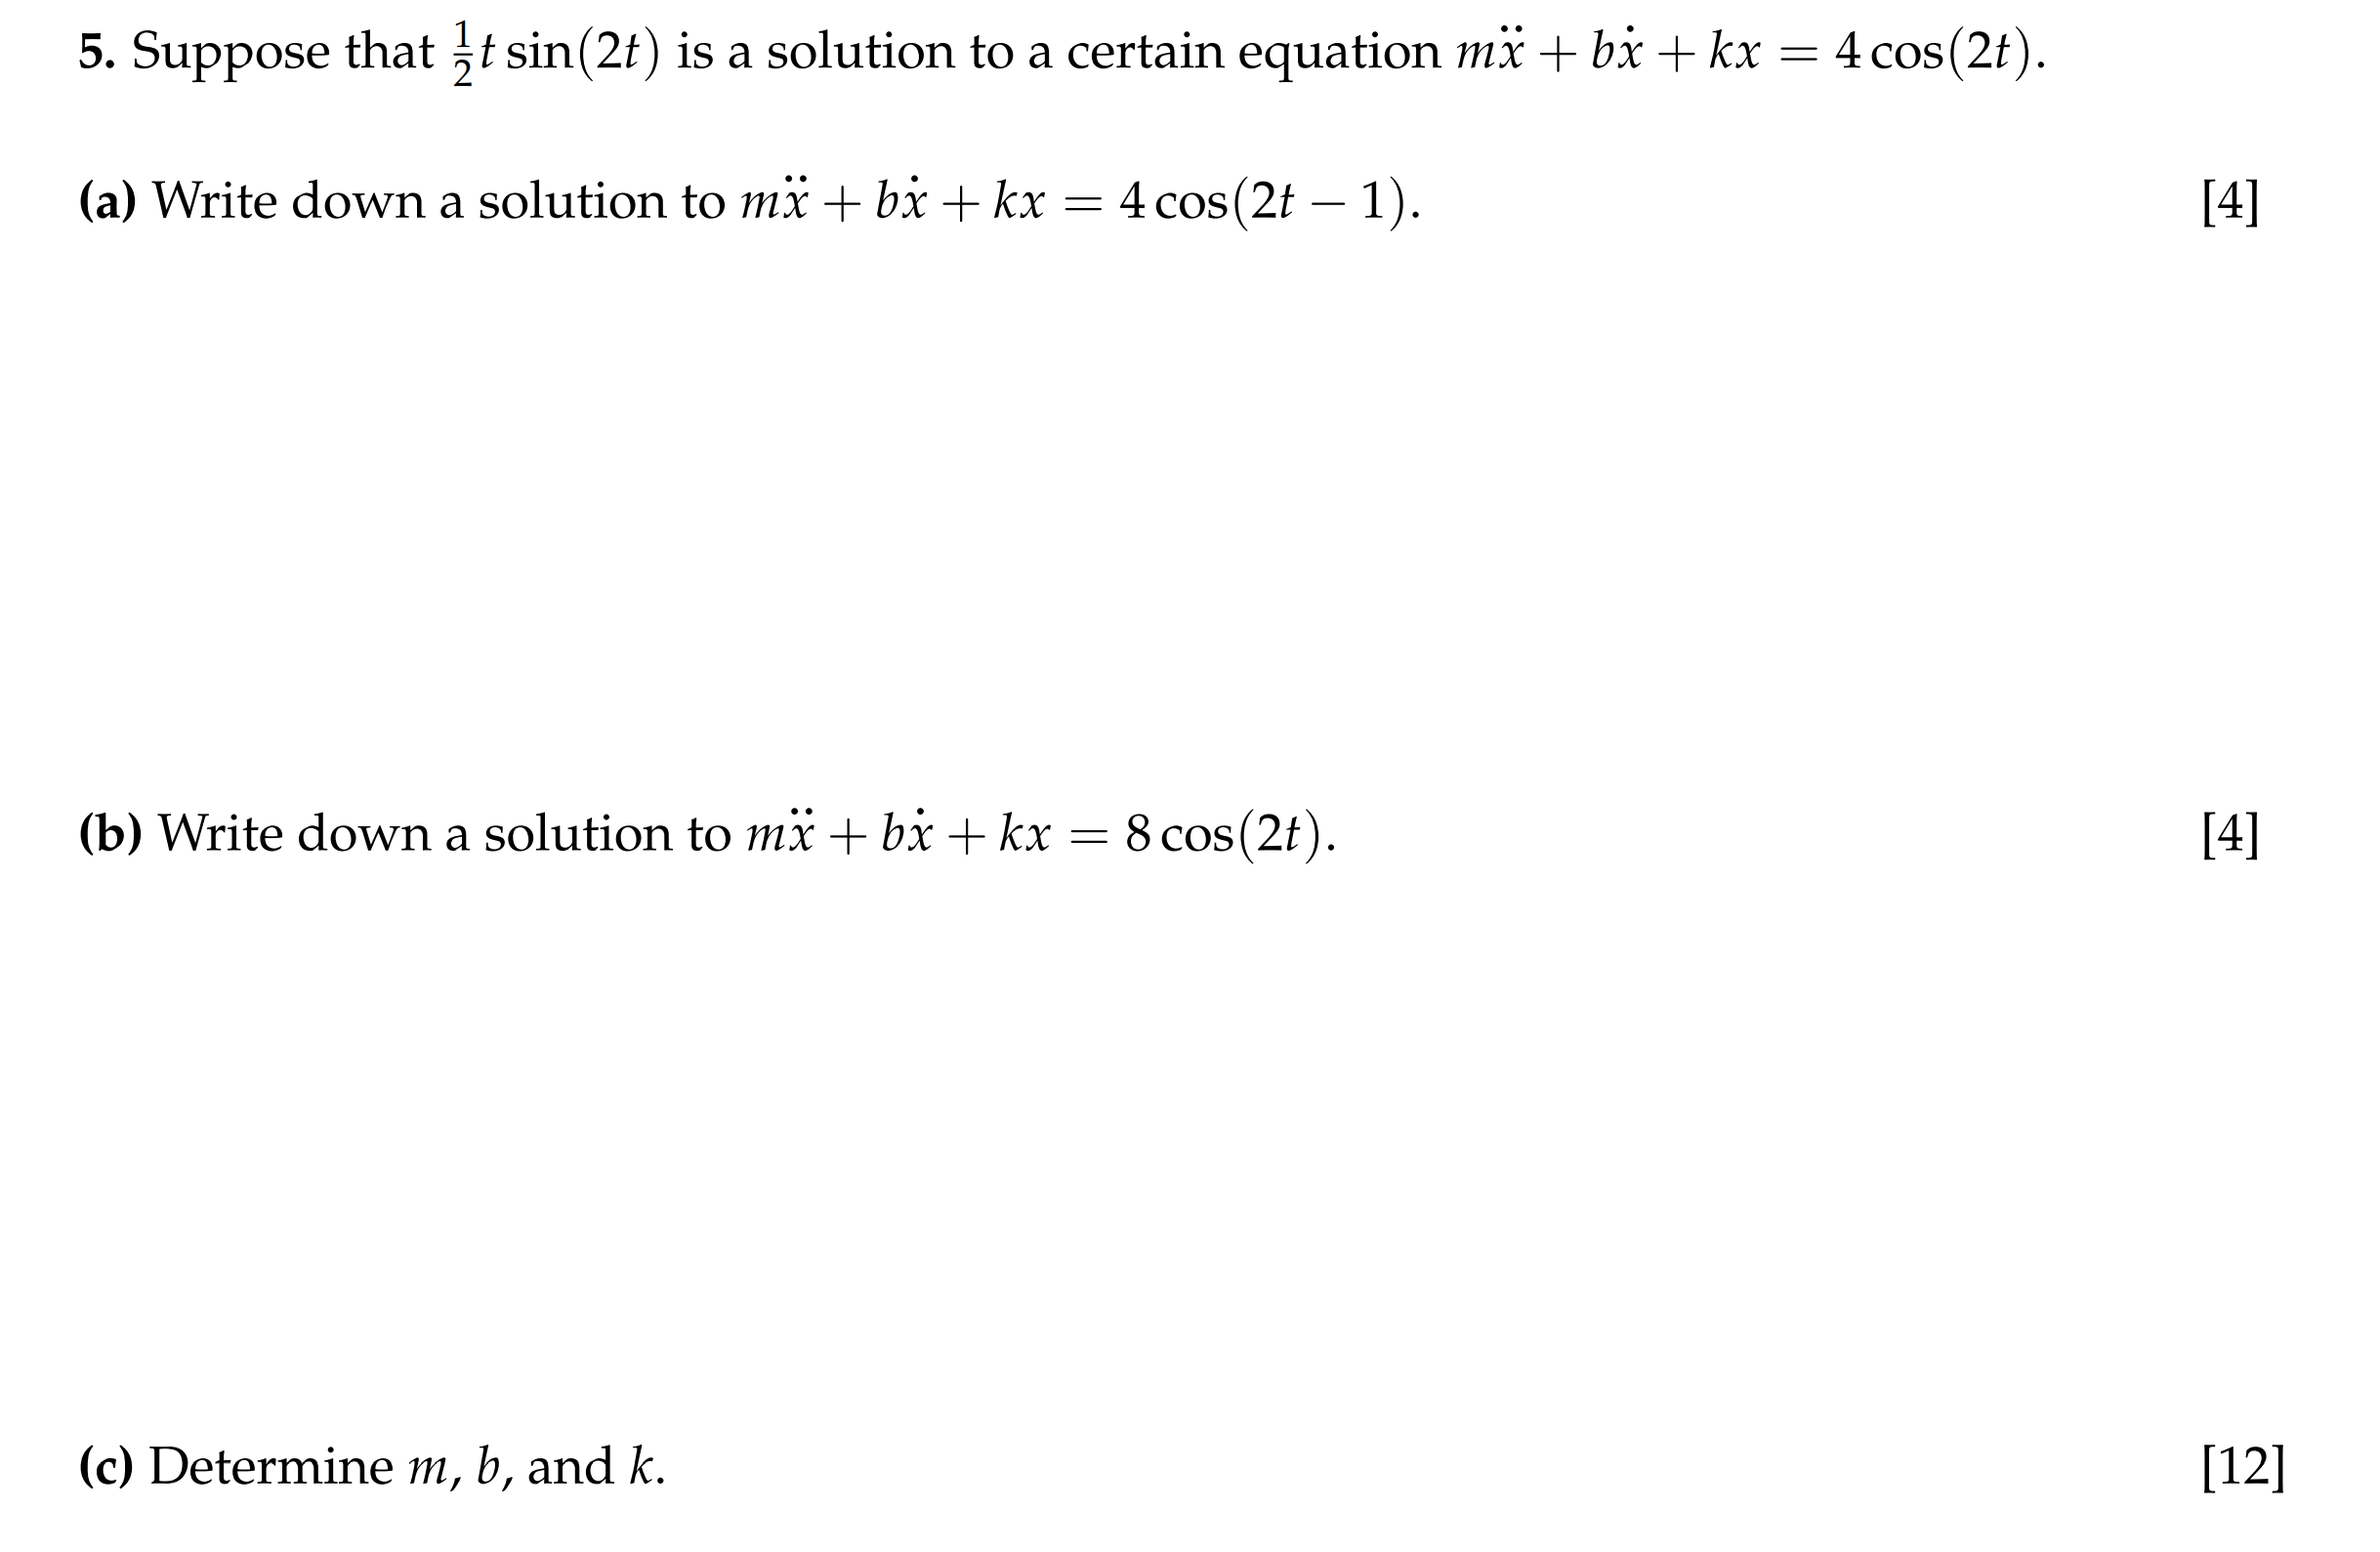 5. Suppose that $\frac{1}{2}t\sin(2t)$ is a solution to a certain equation $m\ddot{x} + b\dot{x} + kx = 4\cos(2t)$.
(a) Write down a solution to $m\ddot{x} + b\dot{x} + kx = 4\cos(2t - 1)$. [4]
(b) Write down a solution to $m\ddot{x} + b\dot{x} + kx = 8\cos(2t)$. [4]
(c) Determine $m$, $b$, and $k$. [12]